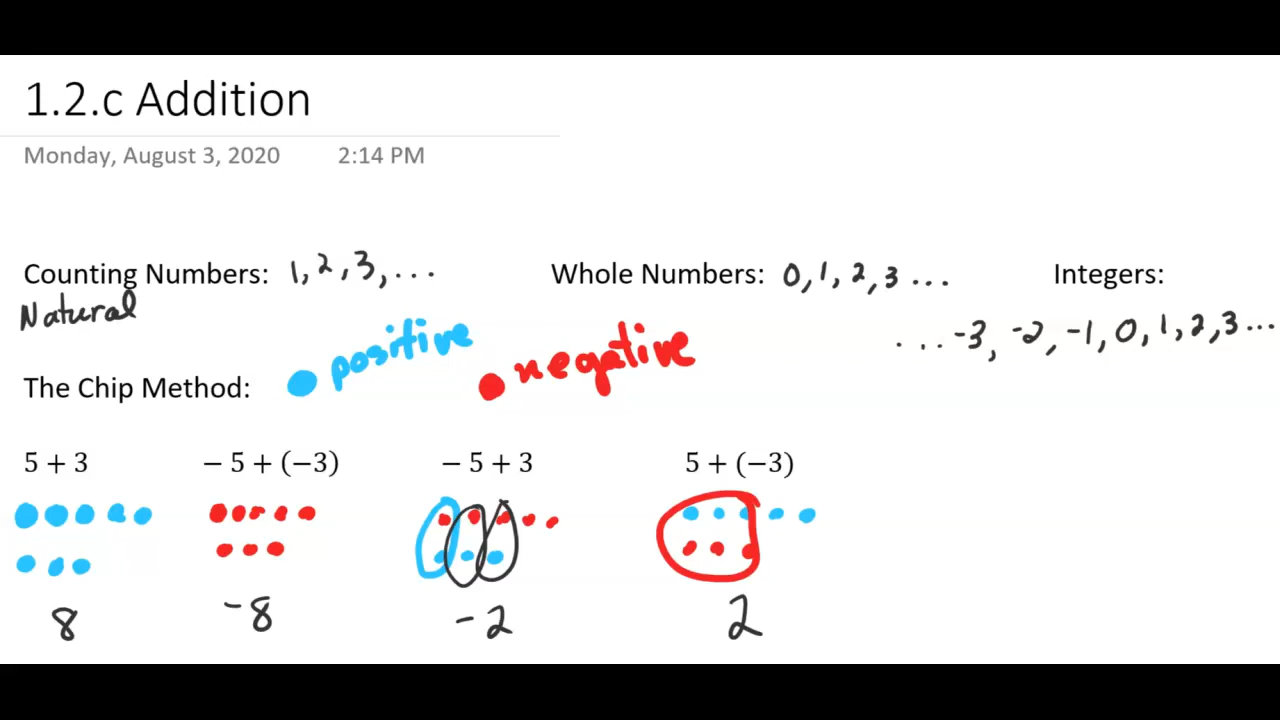 1.2.c Addition
Monday, August 3, 2020 2:14 PM
Counting Numbers: 1, 2, 3, ... Whole Numbers: 0, 1, 2, 3 ... Integers:
Natural
... -3, -2, -1, 0, 1, 2, 3 ...
positive negative
The Chip Method:
5 + 3 − 5 + (−3) − 5 + 3 5 + (−3)
8 -8 -2 2